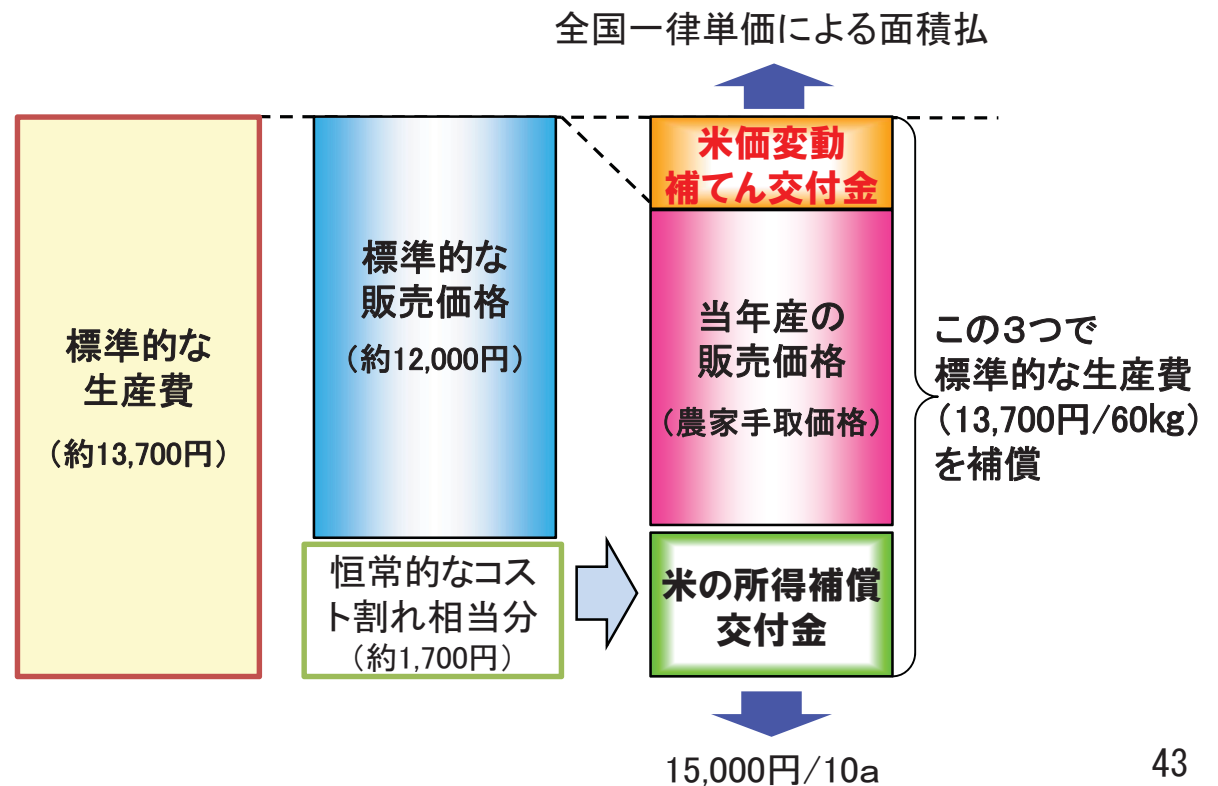 全国一律単価による面積払
標準的な
生産費
（約13,700円）
標準的な
販売価格
（約12,000円）
恒常的なコス
ト割れ相当分
（約1,700円）
米価変動
補てん交付金
当年産の
販売価格
（農家手取価格）
米の所得補償
交付金
15,000円/10a
この３つで
標準的な生産費
（13,700円/60kg）
を補償
43